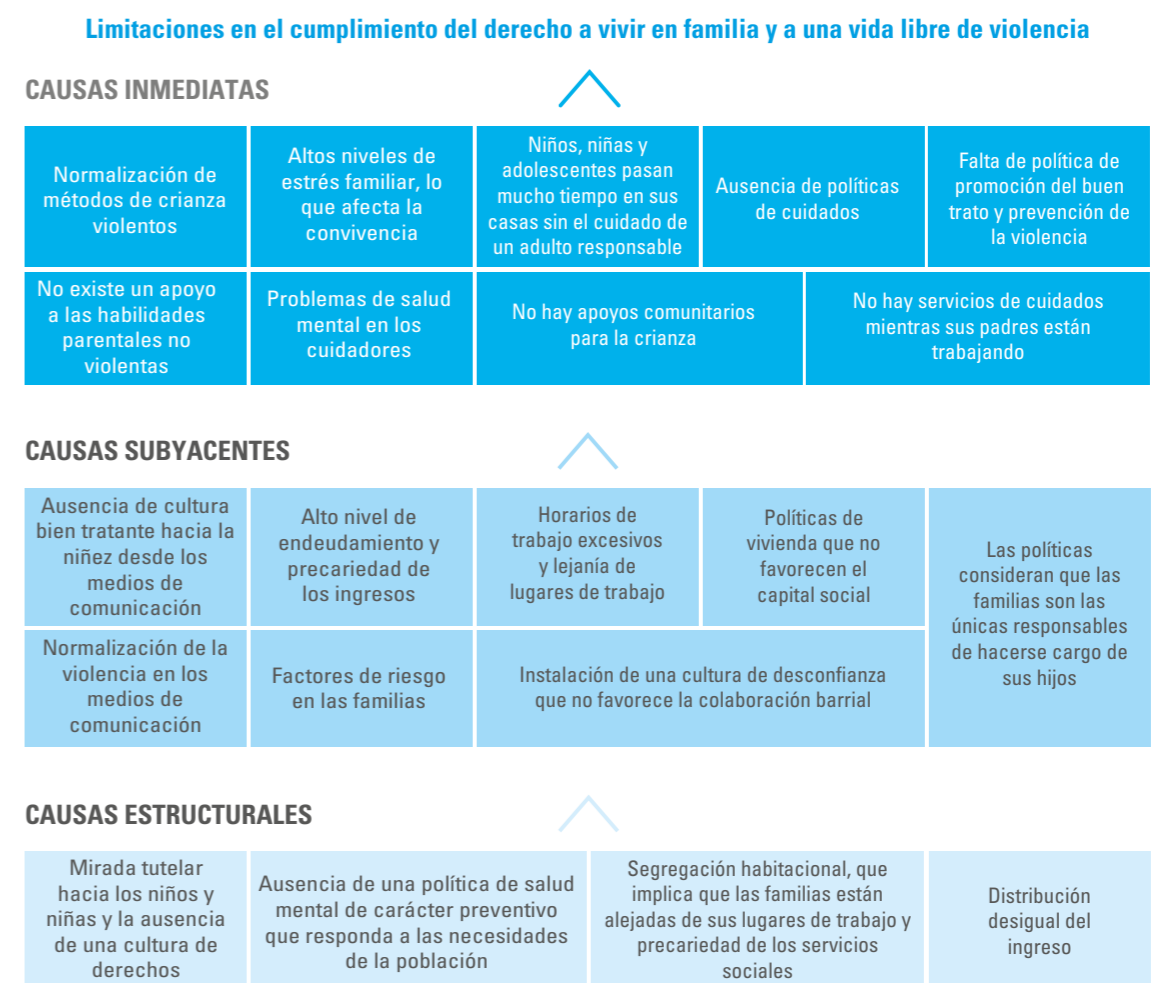 Limitaciones en el cumplimiento del derecho a vivir en familia y a una vida libre de violencia
CAUSAS INMEDIATAS
Normalización de
métodos de crianza
violentos
Altos niveles de
estrés familiar, lo
que afecta la
convivencia
Niños, niñas y
adolescentes pasan
mucho tiempo en sus
casas sin el cuidado de
un adulto responsable
Ausencia de políticas
de cuidados
Falta de política de
promoción del buen
trato y prevención de
la violencia
No existe un apoyo
a las habilidades
parentales no
violentas
Problemas de salud
mental en los
cuidadores
No hay apoyos comunitarios
para la crianza
No hay servicios de cuidados
mientras sus padres están
trabajando
CAUSAS SUBYACENTES
Ausencia de cultura
bien tratante hacia la
niñez desde los
medios de
comunicación
Alto nivel de
endeudamiento y
precariedad de
los ingresos
Horarios de
trabajo excesivos
y lejanía de
lugares de trabajo
Políticas de
vivienda que no
favorecen el
capital social
Las políticas
consideran que las
familias son las
únicas responsables
de hacerse cargo de
sus hijos
Normalización de la
violencia en los
medios de
comunicación
Factores de riesgo
en las familias
Instalación de una cultura de desconfianza
que no favorece la colaboración barrial
CAUSAS ESTRUCTURALES
Mirada tutelar
hacia los niños y
niñas y la ausencia
de una cultura de
derechos
Ausencia de una política de salud
mental de carácter preventivo
que responda a las necesidades
de la población
Segregación habitacional, que
implica que las familias están
alejadas de sus lugares de trabajo y
precariedad de los servicios
sociales
Distribución
desigual del
ingreso